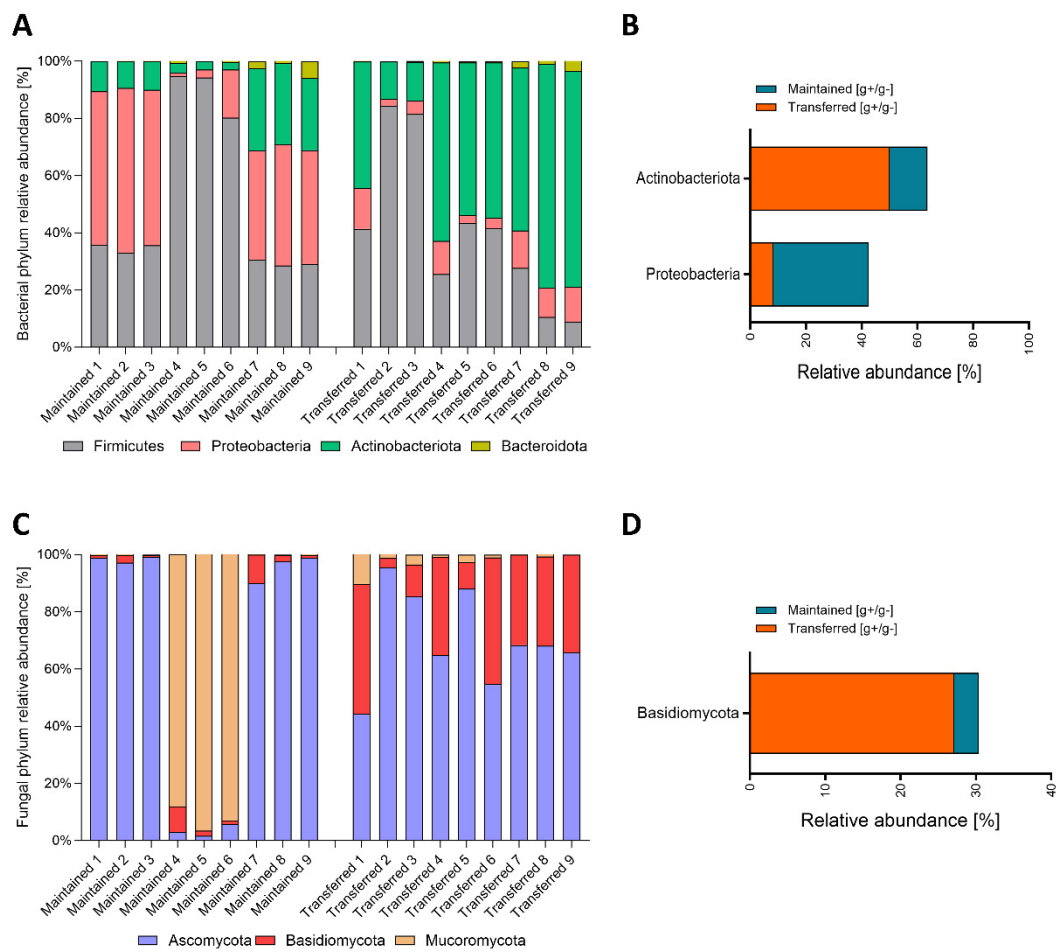 A
Bacterial phylum relative abundance [%]
100%
80%
60%
40%
20%
0%
Maintained 1
Maintained 2
Maintained 3
Maintained 4
Maintained 5
Maintained 6
Maintained 7
Maintained 8
Maintained 9
Transferred 1
Transferred 2
Transferred 3
Transferred 4
Transferred 5
Transferred 6
Transferred 7
Transferred 8
Transferred 9
Firmicutes Proteobacteria Actinobacteriota Bacteroidota
B
Maintained [g+/g-]
Transferred [g+/g-]
Actinobacteriota
Proteobacteria
0 20 40 60 80 100
Relative abundance [%]
C
Fungal phylum relative abundance [%]
100%
80%
60%
40%
20%
0%
Maintained 1
Maintained 2
Maintained 3
Maintained 4
Maintained 5
Maintained 6
Maintained 7
Maintained 8
Maintained 9
Transferred 1
Transferred 2
Transferred 3
Transferred 4
Transferred 5
Transferred 6
Transferred 7
Transferred 8
Transferred 9
Ascomycota Basidiomycota Mucoromycota
D
Maintained [g+/g-]
Transferred [g+/g-]
Basidiomycota
0 10 20 30 40
Relative abundance [%]